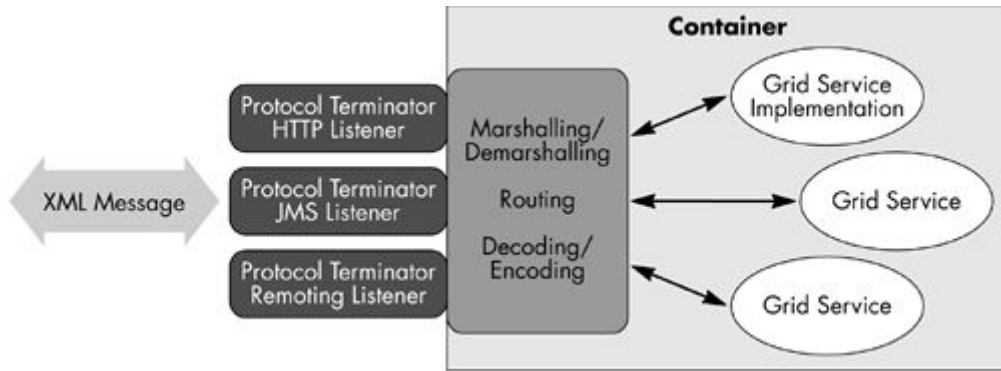 Container
XML Message
Protocol Terminator
HTTP Listener
Protocol Terminator
JMS Listener
Protocol Terminator
Remoting Listener
Marshalling/
Demarshalling
Routing
Decoding/
Encoding
Grid Service
Implementation
Grid Service
Grid Service